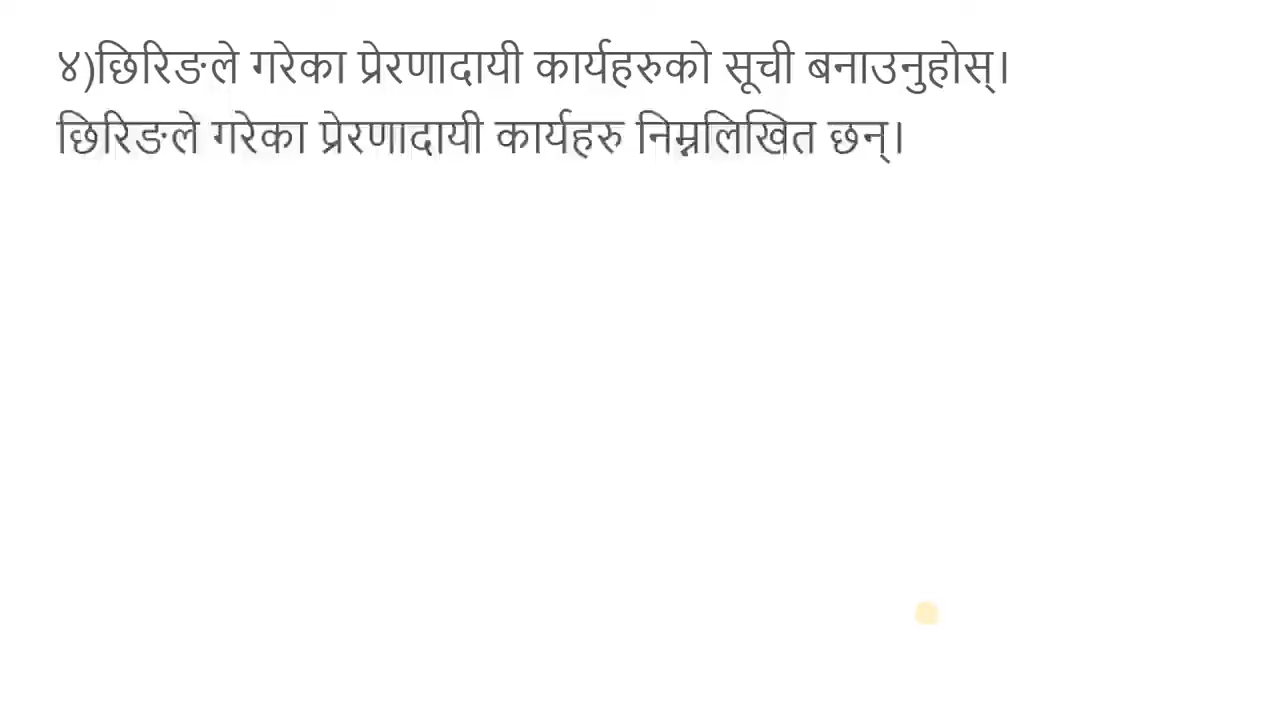 ४)छिरिङले गरेका प्रेरणादायी कार्यहरुको सूची बनाउनुहोस्।
छिरिङले गरेका प्रेरणादायी कार्यहरु निम्नलिखित छन्।